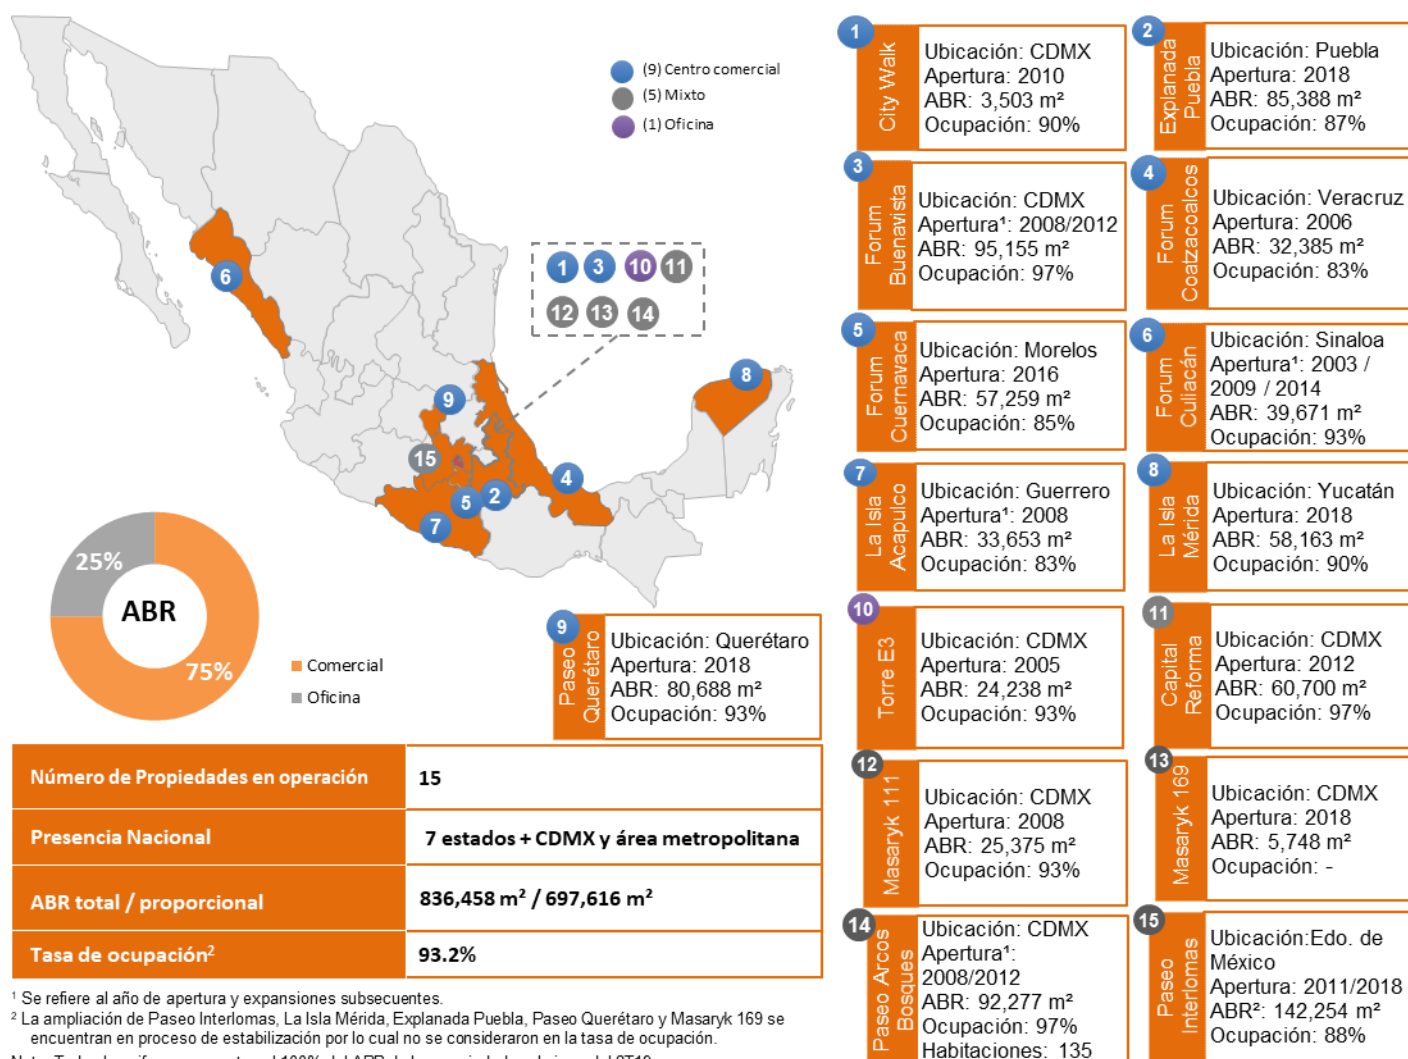 (9) Centro comercial
(5) Mixto
(1) Oficina
1
3
10
11
12
13
14
6
8
9
15
4
2
5
7
25%
ABR
75%
Comercial
Oficina
1
City Walk
Ubicación: CDMX
Apertura: 2010
ABR: 3,503 m²
Ocupación: 90%
2
Explanada
Puebla
Ubicación: Puebla
Apertura: 2018
ABR: 85,388 m²
Ocupación: 87%
3
Forum
Buenavista
Ubicación: CDMX
Apertura¹: 2008/2012
ABR: 95,155 m²
Ocupación: 97%
4
Forum
Coatzacoalcos
Ubicación: Veracruz
Apertura: 2006
ABR: 32,385 m²
Ocupación: 83%
5
Forum
Cuernavaca
Ubicación: Morelos
Apertura: 2016
ABR: 57,259 m²
Ocupación: 85%
6
Forum
Culiacán
Ubicación: Sinaloa
Apertura¹: 2003 /
2009 / 2014
ABR: 39,671 m²
Ocupación: 93%
7
La Isla
Acapulco
Ubicación: Guerrero
Apertura¹: 2008
ABR: 33,653 m²
Ocupación: 83%
8
La Isla
Mérida
Ubicación: Yucatán
Apertura: 2018
ABR: 58,163 m²
Ocupación: 90%
9
Paseo
Querétaro
Ubicación: Querétaro
Apertura: 2018
ABR: 80,688 m²
Ocupación: 93%
10
Torre E3
Ubicación: CDMX
Apertura: 2005
ABR: 24,238 m²
Ocupación: 93%
11
Capital
Reforma
Ubicación: CDMX
Apertura: 2012
ABR: 60,700 m²
Ocupación: 97%
12
Masaryk 111
Ubicación: CDMX
Apertura: 2008
ABR: 25,375 m²
Ocupación: 93%
13
Masaryk 169
Ubicación: CDMX
Apertura: 2018
ABR: 5,748 m²
Ocupación: -
14
Paseo Arcos
Bosques
Ubicación: CDMX
Apertura¹:
2008/2012
ABR: 92,277 m²
Ocupación: 97%
Habitaciones: 135
15
Paseo
Interlomas
Ubicación:Edo. de
México
Apertura: 2011/2018
ABR²: 142,254 m²
Ocupación: 88%
Número de Propiedades en operación 15
Presencia Nacional 7 estados + CDMX y área metropolitana
ABR total / proporcional 836,458 m² / 697,616 m²
Tasa de ocupación² 93.2%
¹ Se refiere al año de apertura y expansiones subsecuentes.
² La ampliación de Paseo Interlomas, La Isla Mérida, Explanada Puebla, Paseo Querétaro y Masaryk 169 se
encuentran en proceso de estabilización por lo cual no se consideraron en la tasa de ocupación.